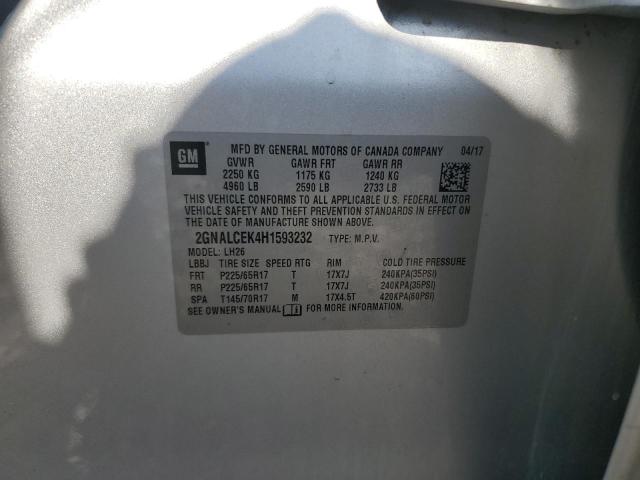 GM
MFD BY GENERAL MOTORS OF CANADA COMPANY 04/17
GVWR GAWR FRT GAWR RR
2250 KG 1175 KG 1240 KG
4960 LB 2590 LB 2733 LB
THIS VEHICLE CONFORMS TO ALL APPLICABLE U.S. FEDERAL MOTOR
VEHICLE SAFETY AND THEFT PREVENTION STANDARDS IN EFFECT ON THE
DATE OF MANUFACTURE SHOWN ABOVE.
2GNALCEK4H1593232 TYPE: M.P.V.
MODEL: LH26
LBBJ TIRE SIZE SPEED RTG RIM COLD TIRE PRESSURE
FRT P225/65R17 T 17X7J 240KPA(35PSI)
RR P225/65R17 T 17X7J 240KPA(35PSI)
SPA T145/70R17 M 17X4.5T 420KPA(60PSI)
SEE OWNER'S MANUAL FOR MORE INFORMATION.